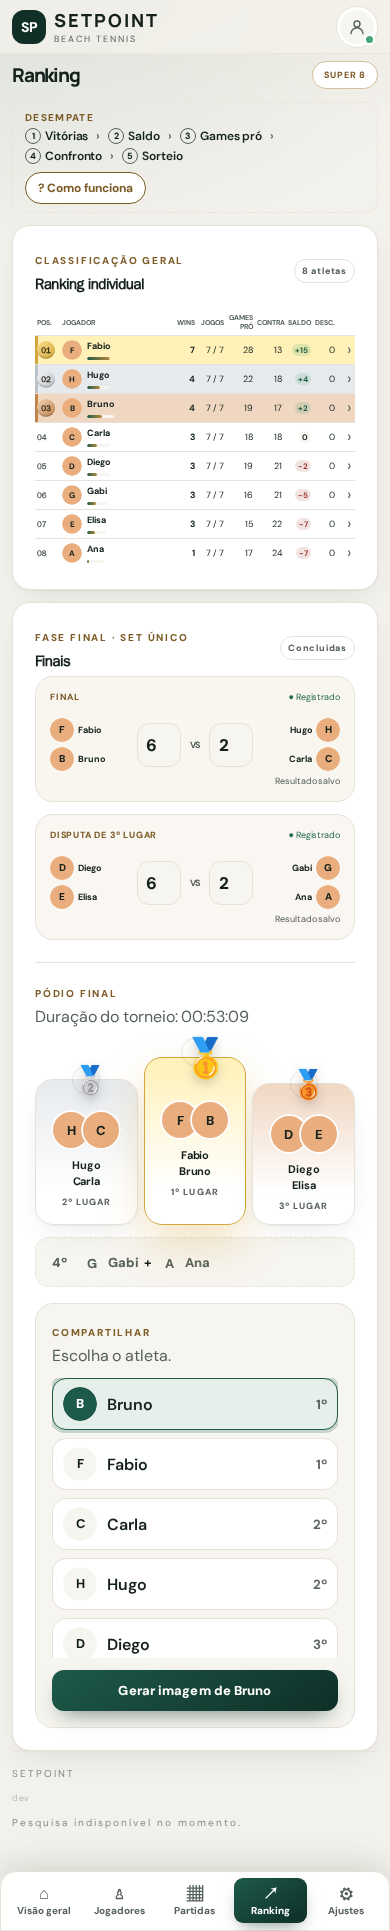 SP SETPOINT
BEACH TENNIS
Ranking SUPER 8
DESEMPATE
1 Vitórias › 2 Saldo › 3 Games pró ›
4 Confronto › 5 Sorteio
? Como funciona
CLASSIFICAÇÃO GERAL
Ranking individual 8 atletas
POS. JOGADOR WINS JOGOS GAMES PRÓ CONTRA SALDO DESC.
01 F Fabio 7 7 / 7 28 13 +15 0 ›
02 H Hugo 4 7 / 7 22 18 +4 0 ›
03 B Bruno 4 7 / 7 19 17 +2 0 ›
04 C Carla 3 7 / 7 18 18 0 0 ›
05 D Diego 3 7 / 7 19 21 -2 0 ›
06 G Gabi 3 7 / 7 16 21 -5 0 ›
07 E Elisa 3 7 / 7 15 22 -7 0 ›
08 A Ana 1 7 / 7 17 24 -7 0 ›
FASE FINAL · SET ÚNICO
Finais Concluídas
FINAL ● Registrado
F Fabio Hugo H
6 VS 2
B Bruno Carla C
Resultado salvo
DISPUTA DE 3º LUGAR ● Registrado
D Diego Gabi G
6 VS 2
E Elisa Ana A
Resultado salvo
PÓDIO FINAL
Duração do torneio: 00:53:09
2 1 3
H C F B D E
Hugo Fabio Diego
Carla Bruno Elisa
2º LUGAR 1º LUGAR 3º LUGAR
4º G Gabi + A Ana
COMPARTILHAR
Escolha o atleta.
B Bruno 1º
F Fabio 1º
C Carla 2º
H Hugo 2º
D Diego 3º
Gerar imagem de Bruno
SETPOINT
dev
Pesquisa indisponível no momento.
Visão geral Jogadores Partidas Ranking Ajustes